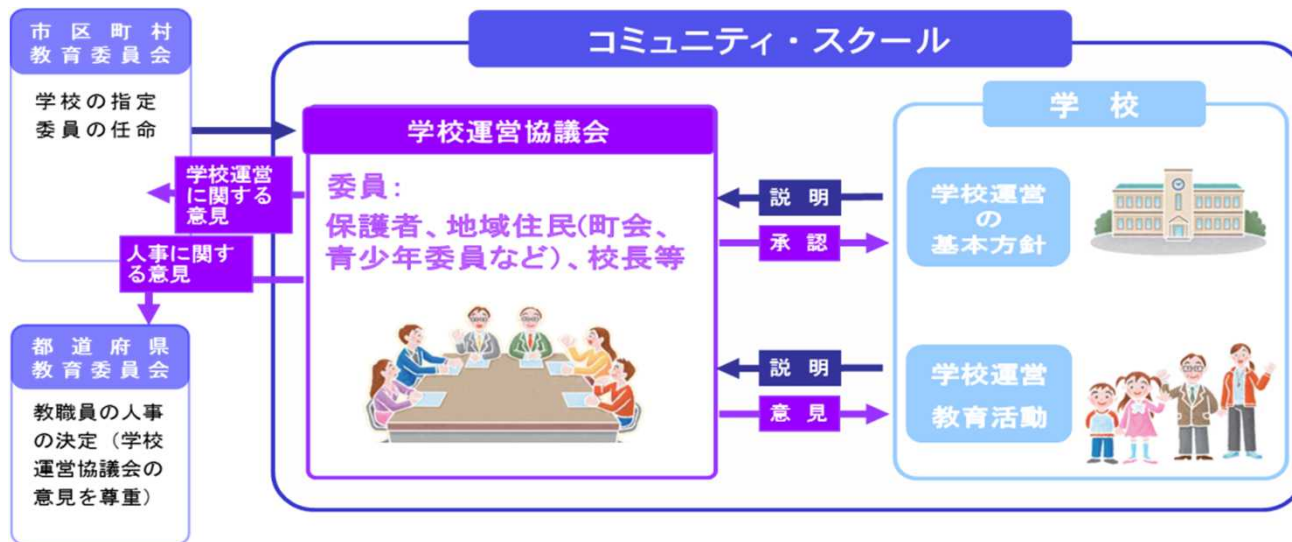 市区町村
教育委員会
学校の指定
委員の任命
学校運営
に関する
意見
人事に関す
る意見
都道府県
教育委員会
教職員の人事
の決定（学校
運営協議会の
意見を尊重）
コミュニティ・スクール
学校運営協議会
委員：
保護者、地域住民(町会、
青少年委員など)、校長等
説明
承認
説明
意見
学校
学校運営
の
基本方針
学校運営
教育活動